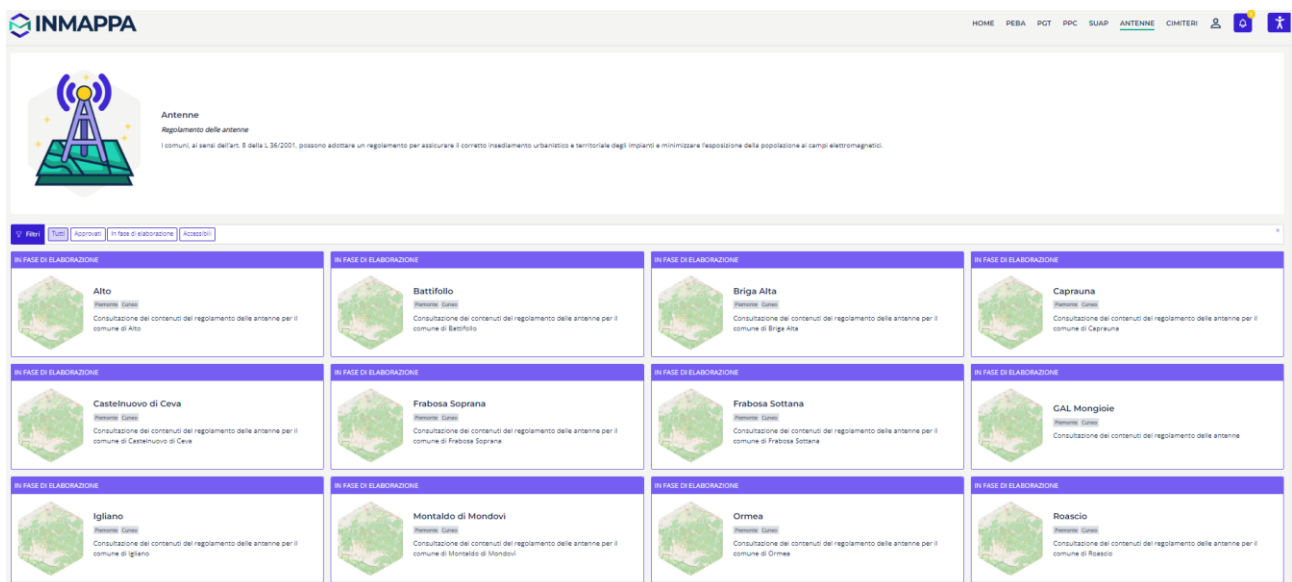 INMAPPA
HOME PEBA PGT PPC SUAP ANTENNE CIMITERI
Antenne
Regolamento delle antenne
I comuni, ai sensi dell'art. 8 della L 36/2001, possono adottare un regolamento per assicurare il corretto insediamento urbanistico e territoriale degli impianti e minimizzare l'esposizione della popolazione ai campi elettromagnetici.
Filtri Tutti Approvati In fase di elaborazione Accessibili
IN FASE DI ELABORAZIONE
Alto
Piemonte Cuneo
Consultazione dei contenuti del regolamento delle antenne per il
comune di Alto
IN FASE DI ELABORAZIONE
Battifollo
Piemonte Cuneo
Consultazione dei contenuti del regolamento delle antenne per il
comune di Battifollo
IN FASE DI ELABORAZIONE
Briga Alta
Piemonte Cuneo
Consultazione dei contenuti del regolamento delle antenne per il
comune di Briga Alta
IN FASE DI ELABORAZIONE
Caprauna
Piemonte Cuneo
Consultazione dei contenuti del regolamento delle antenne per il
comune di Caprauna
IN FASE DI ELABORAZIONE
Castelnuovo di Ceva
Piemonte Cuneo
Consultazione dei contenuti del regolamento delle antenne per il
comune di Castelnuovo di Ceva
IN FASE DI ELABORAZIONE
Frabosa Soprana
Piemonte Cuneo
Consultazione dei contenuti del regolamento delle antenne per il
comune di Frabosa Soprana
IN FASE DI ELABORAZIONE
Frabosa Sottana
Piemonte Cuneo
Consultazione dei contenuti del regolamento delle antenne per il
comune di Frabosa Sottana
IN FASE DI ELABORAZIONE
GAL Mongioie
Piemonte Cuneo
Consultazione dei contenuti del regolamento delle antenne
IN FASE DI ELABORAZIONE
Igliano
Piemonte Cuneo
Consultazione dei contenuti del regolamento delle antenne per il
comune di Igliano
IN FASE DI ELABORAZIONE
Montaldo di Mondovì
Piemonte Cuneo
Consultazione dei contenuti del regolamento delle antenne per il
comune di Montaldo di Mondovì
IN FASE DI ELABORAZIONE
Ormea
Piemonte Cuneo
Consultazione dei contenuti del regolamento delle antenne per il
comune di Ormea
IN FASE DI ELABORAZIONE
Roascio
Piemonte Cuneo
Consultazione dei contenuti del regolamento delle antenne per il
comune di Roascio